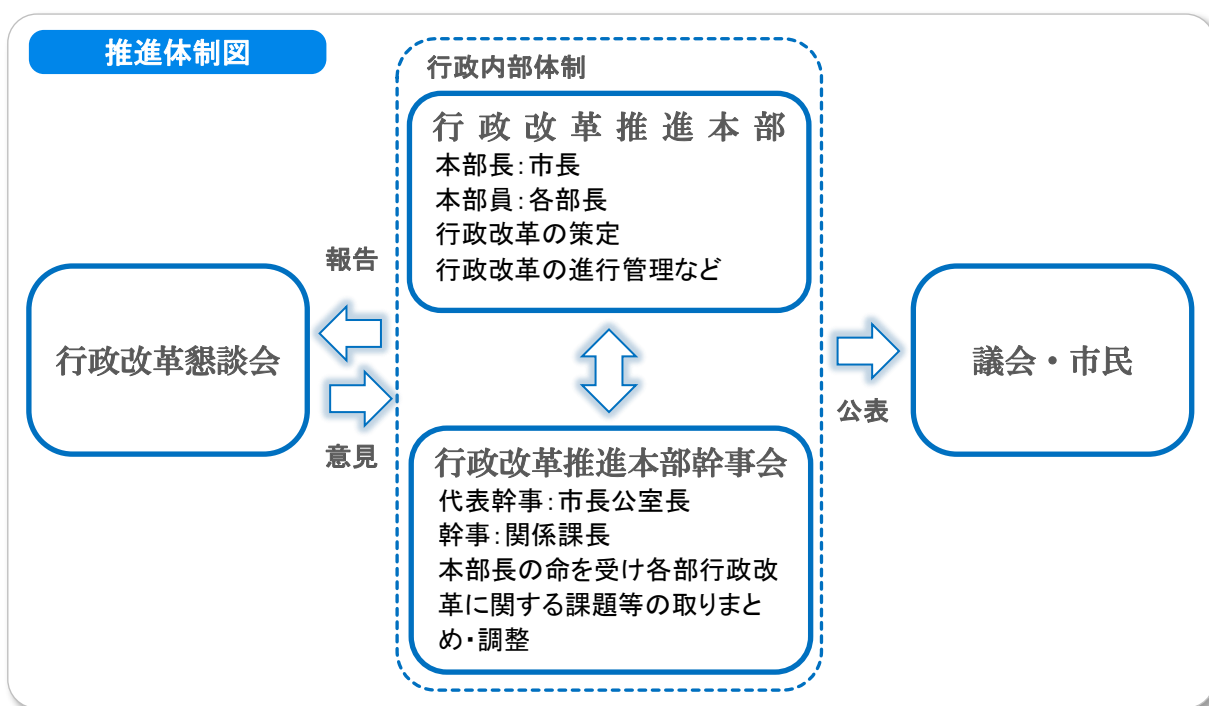 推進体制図
行政内部体制
行政改革推進本部
本部長:市長
本部員:各部長
行政改革の策定
行政改革の進行管理など
報告
行政改革懇談会
意見
議会・市民
公表
行政改革推進本部幹事会
代表幹事:市長公室長
幹事:関係課長
本部長の命を受け各部行政改
革に関する課題等の取りまと
め・調整